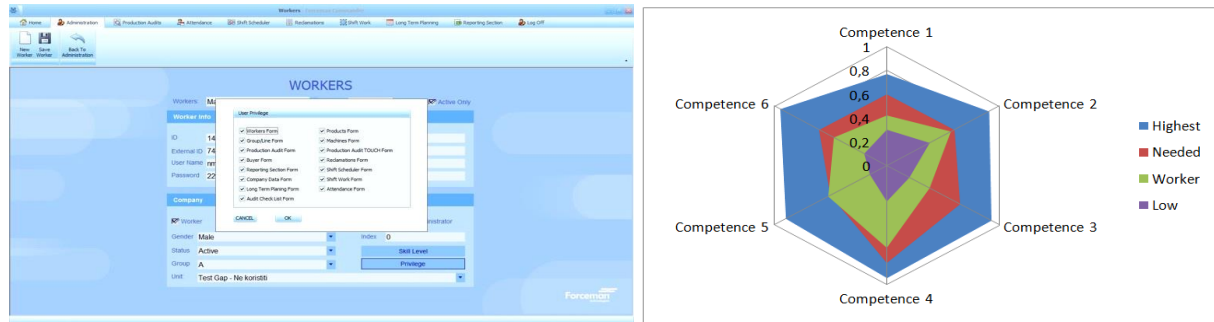 Workers
Home Administration Production Audits Attendance Shift Scheduler Reclamations Shift Work Long Term Planning Reporting Section Log Off
New Worker Save Worker Back To Administration
WORKERS
Workers Ma Active Only
Worker Info
User Privilege
Workers Form Products Form
Group/Line Form Machines Form
Production Audit Form Production Audit TOUCH Form
Buyer Form Reclamations Form
Reporting Section Form Shift Scheduler Form
Company Data Form Shift Work Form
Long Term Planing Form Attendance Form
Audit Check List Form
CANCEL OK
ID 14
External ID 74
User Name nm
Password 22
Company
Worker ministrator
Gender Male Index 0
Status Active Skill Level
Group A Privilege
Unit Test Gap - Ne koristiti
Forceman
Competence 1
1
0,8
0,6
0,4
0,2
0
Competence 2
Competence 3
Competence 4
Competence 5
Competence 6
Highest
Needed
Worker
Low